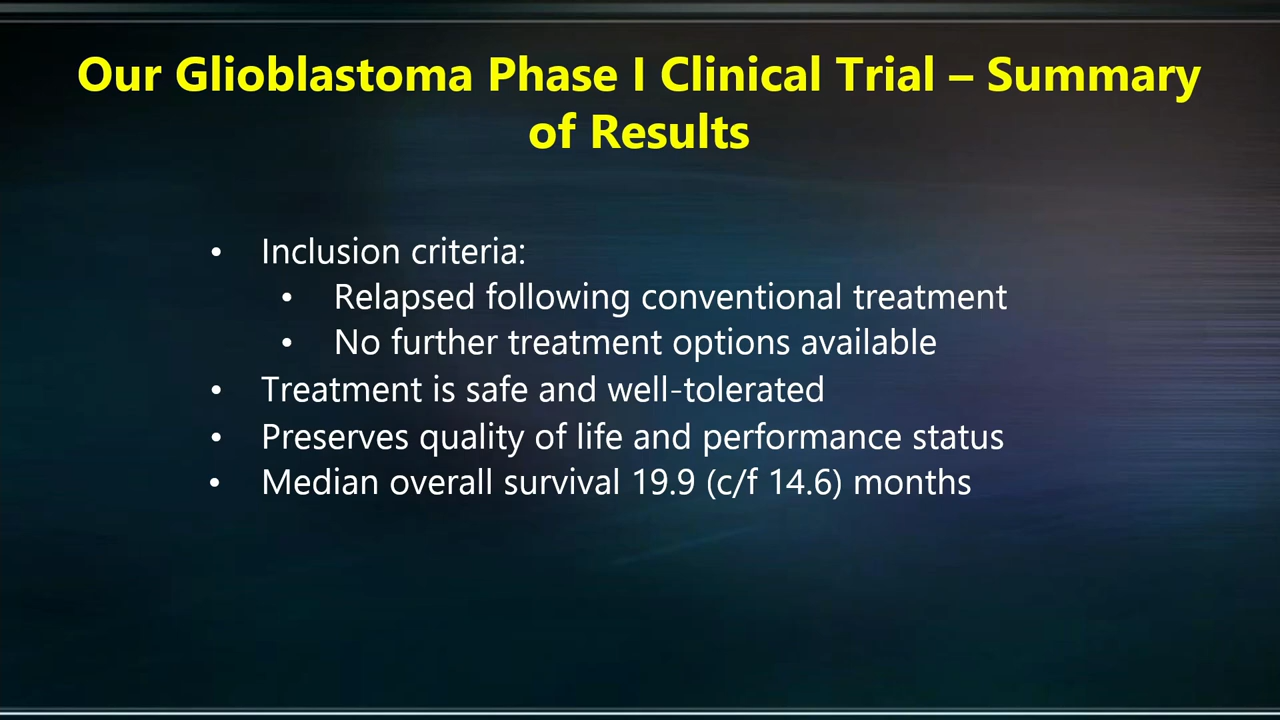 Our Glioblastoma Phase I Clinical Trial – Summary
of Results
• Inclusion criteria:
• Relapsed following conventional treatment
• No further treatment options available
• Treatment is safe and well-tolerated
• Preserves quality of life and performance status
• Median overall survival 19.9 (c/f 14.6) months